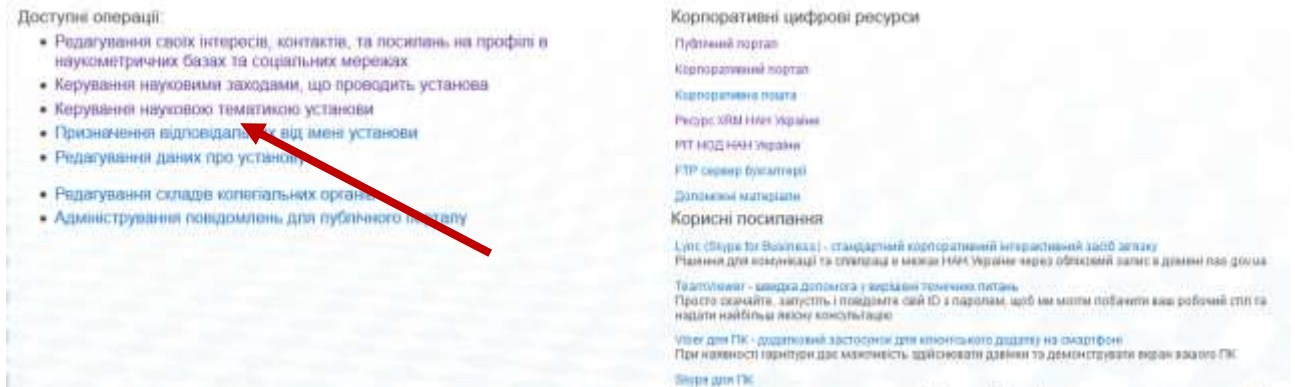 Доступні операції:
Редагування своїх інтересів, контактів, та посилань на профілі в
наукометричних базах та соціальних мережах
Керування науковими заходами, що проводить установа
Керування науковою тематикою установи
Призначення відповідальних від імені установи
Редагування даних про установу
Редагування складів колегіальних органів
Адміністрування повідомлень для публічного порталу
Корпоративні цифрові ресурси
Публічний портал
Корпоративний портал
Корпоративна пошта
Ресурс XRM НАН України
РІТ НОД НАН України
FTP сервер бухгалтерії
Допоміжні матеріали
Корисні посилання
Lync (Skype for Business) - стандартний корпоративний інтерактивний засіб зв'язку
Рішення для комунікації та співпраці в межах НАН України через обліковий запис в домені nas.gov.ua
TeamViewer - швидка допомога у вирішенні технічних питань
Просто скачайте, запустіть і повідомте свій ID з паролем, щоб ми могли побачити ваш робочий стіл та
надати найбільш якісну консультацію
Viber для ПК - додатковий застосунок для клієнтського додатку на смартфоні
При наявності гарнітури дає можливість здійснювати дзвінки та демонструвати екран вашого ПК
Skype для ПК